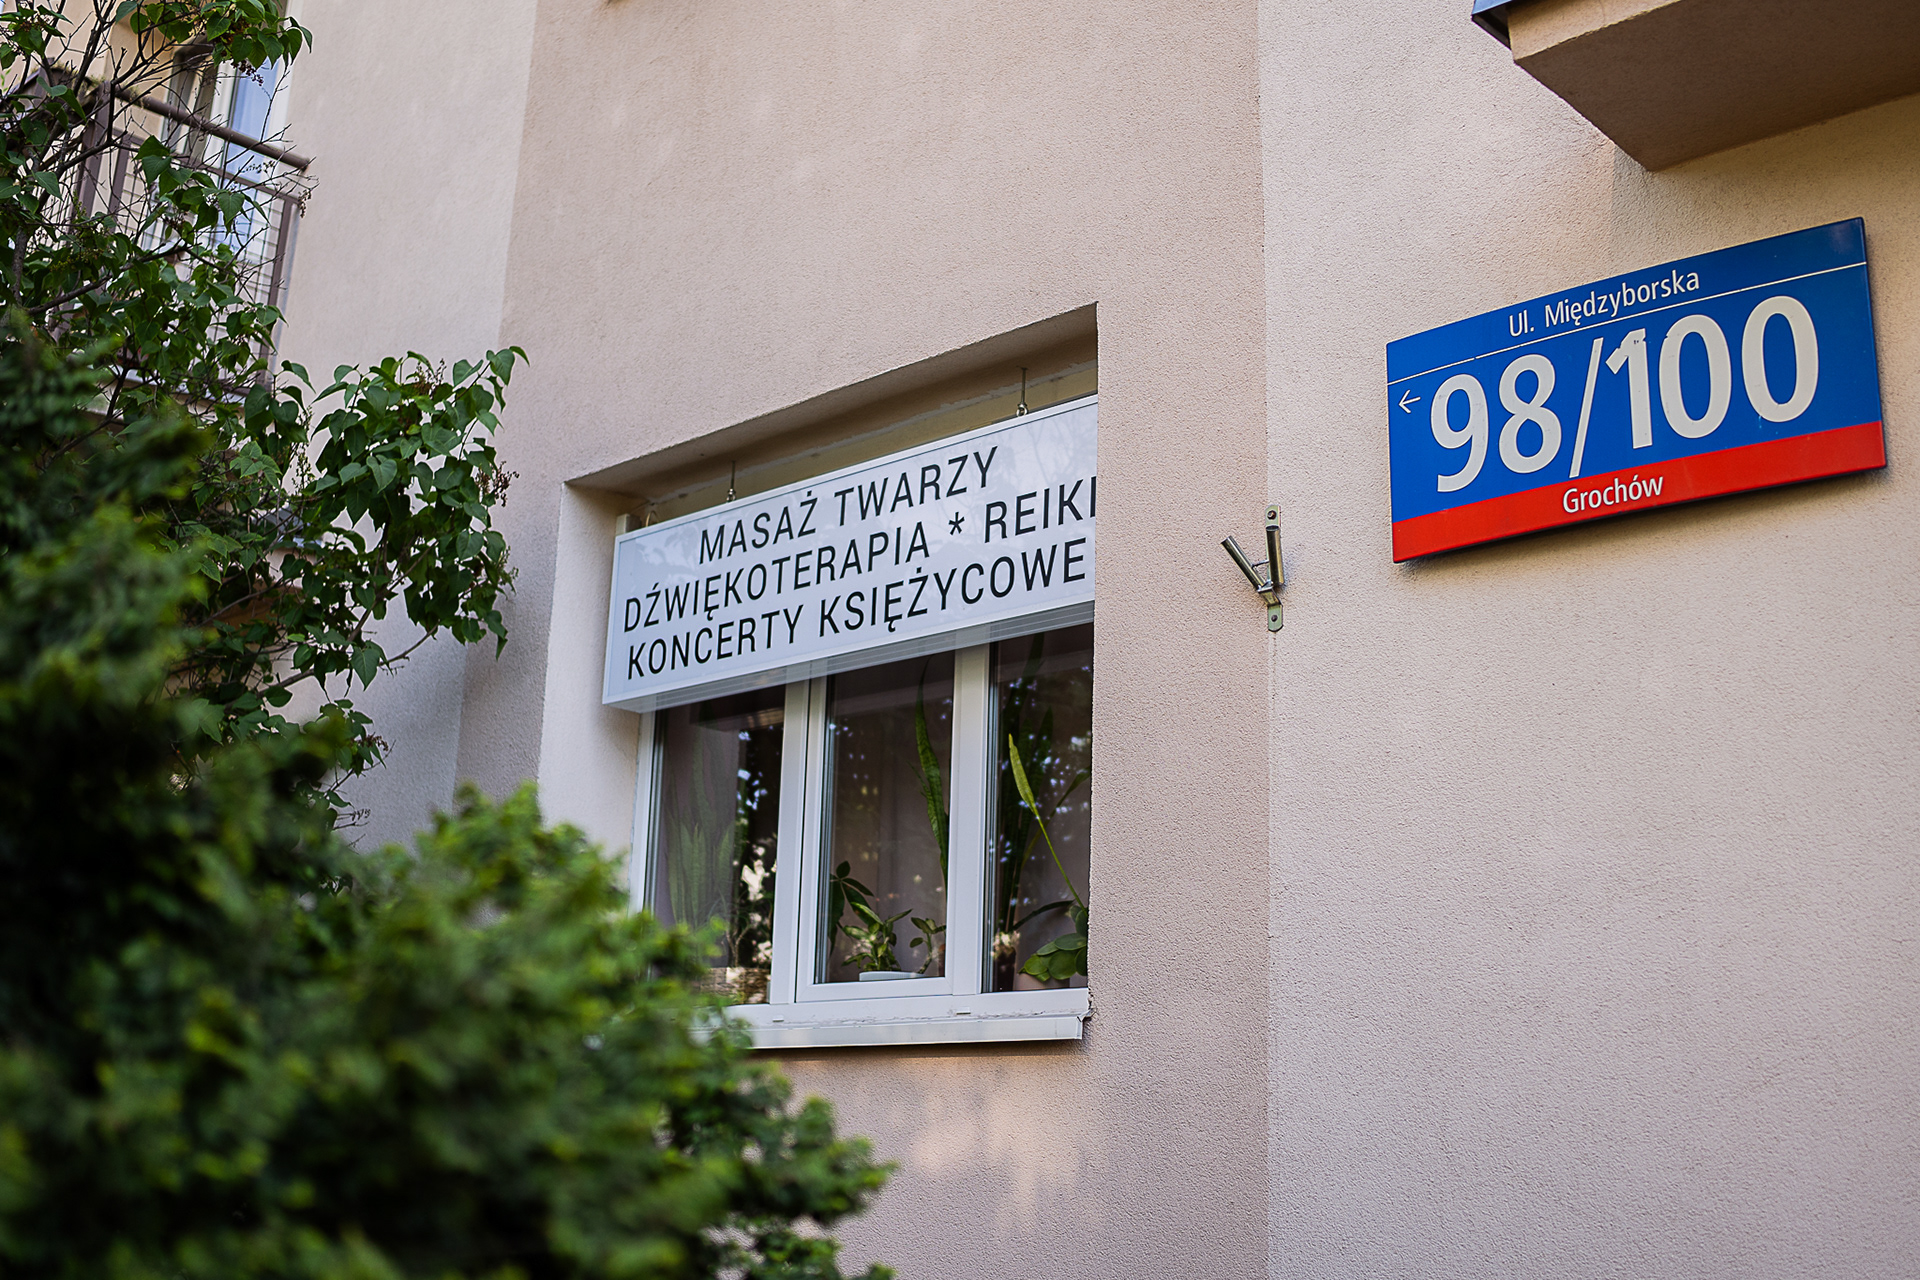 MASAŻ TWARZY
DŹWIĘKOTERAPIA * REIKI
KONCERTY KSIĘŻYCOWE
Ul. Międzyborska
← 98/100
Grochów